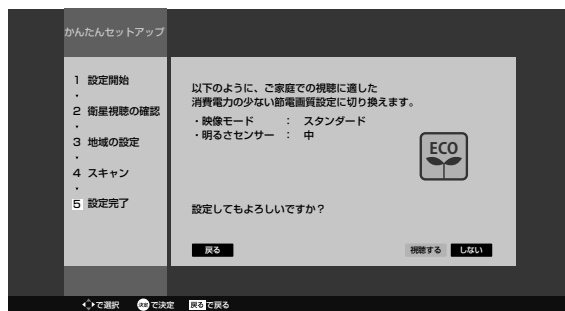 かんたんセットアップ
1 設定開始
・
2 衛星視聴の確認
・
3 地域の設定
・
4 スキャン
・
5 設定完了
以下のように、ご家庭での視聴に適した
消費電力の少ない節電画質設定に切り換えます。
・映像モード ： スタンダード
・明るさセンサー ： 中
ECO
設定してもよろしいですか？
戻る
視聴する しない
で選択 決定 で決定 戻る で戻る